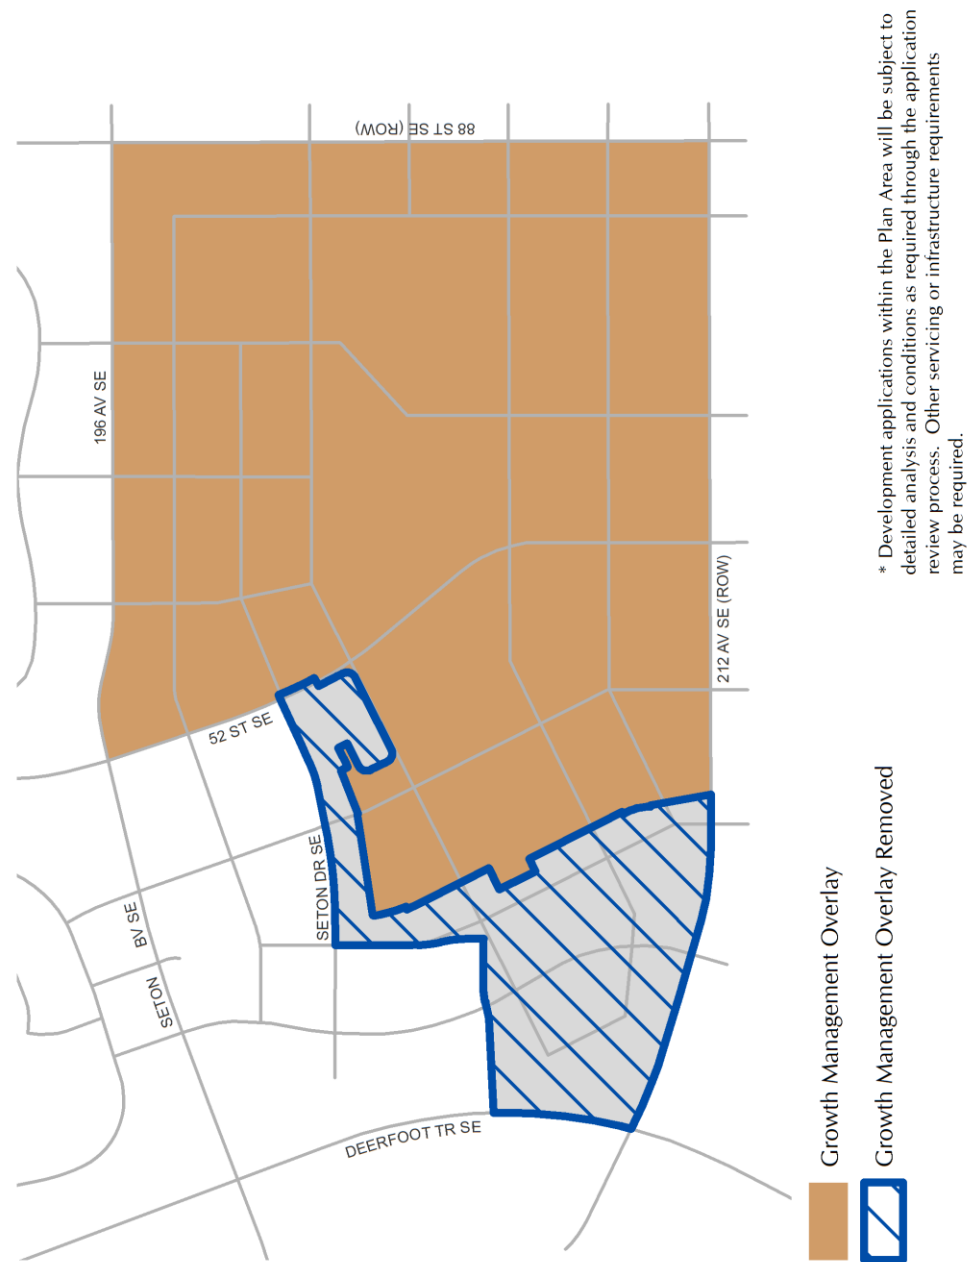 88 ST SE (ROW)
196 AV SE
52 ST SE
212 AV SE (ROW)
SETON DR SE
SETON BV SE
DEERFOOT TR SE
Growth Management Overlay
Growth Management Overlay Removed
* Development applications within the Plan Area will be subject to
detailed analysis and conditions as required through the application
review process. Other servicing or infrastructure requirements
may be required.